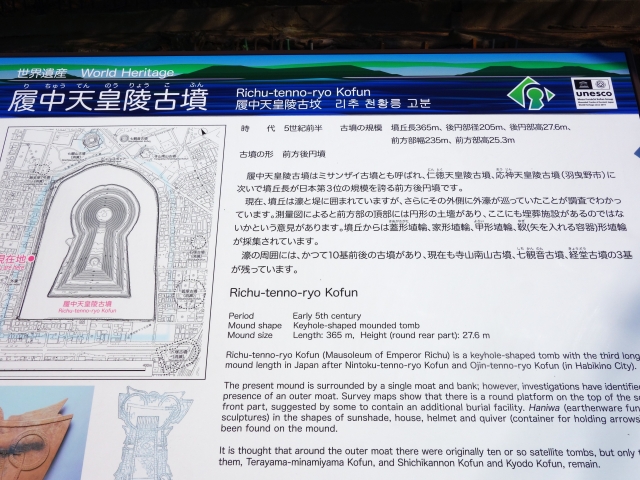 世界遺産 World Heritage
り ちゅう てん のう りょう こ ふん
履中天皇陵古墳
Richu-tenno-ryo Kofun
履中天皇陵古坟 리추 천황릉 고분
unesco
時 代 5世紀前半 古墳の規模 墳丘長365m、後円部径205m、後円部高27.6m、
前方部幅235m、前方部高25.3m
古墳の形 前方後円墳
履中天皇陵古墳はミサンザイ古墳とも呼ばれ、仁徳天皇陵古墳、応神天皇陵古墳（羽曳野市）に
次いで墳丘長が日本第3位の規模を誇る前方後円墳です。
現在、墳丘は濠と堤に囲まれていますが、さらにその外側に外濠が巡っていたことが調査でわかっ
ています。測量図によると前方部の頂部には円形の土壇があり、ここにも埋葬施設があるのではな
いかという意見があります。墳丘からは蓋形埴輪、家形埴輪、甲形埴輪、靫(矢を入れる容器)形埴輪
が採集されています。
濠の周囲には、かつて10基前後の古墳があり、現在も寺山南山古墳、七観音古墳、経堂古墳の3基
が残っています。
現在地
履中天皇陵古墳
Richu-tenno-ryo Kofun
Richu-tenno-ryo Kofun
Period Early 5th century
Mound shape Keyhole-shaped mounded tomb
Mound size Length: 365 m, Height (round rear part): 27.6 m
Richu-tenno-ryo Kofun (Mausoleum of Emperor Richu) is a keyhole-shaped tomb with the third long
mound length in Japan after Nintoku-tenno-ryo Kofun and Ojin-tenno-ryo Kofun (in Habikino City).
The present mound is surrounded by a single moat and bank; however, investigations have identified
presence of an outer moat. Survey maps show that there is a round platform on the top of the s
front part, suggested by some to contain an additional burial facility. Haniwa (earthenware fun
sculptures) in the shapes of sunshade, house, helmet and quiver (container for holding arrows
been found on the mound.
It is thought that around the outer moat there were originally ten or so satellite tombs, but only t
them, Terayama-minamiyama Kofun, and Shichikannon Kofun and Kyodo Kofun, remain.